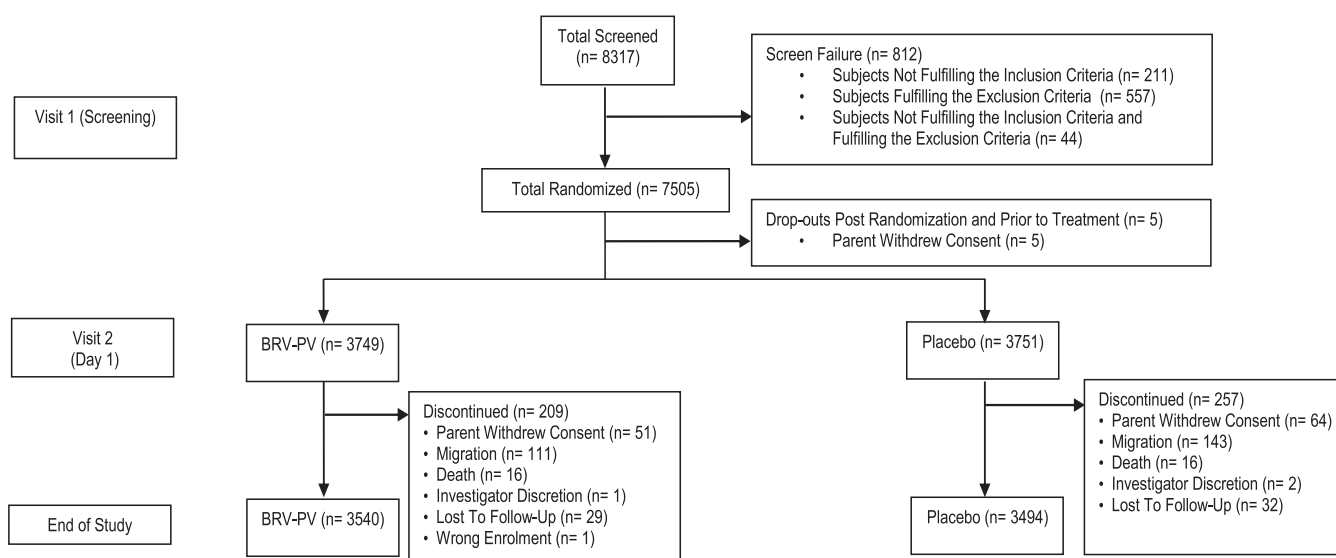 Total Screened
(n= 8317)
Screen Failure (n= 812)
• Subjects Not Fulfilling the Inclusion Criteria (n= 211)
• Subjects Fulfilling the Exclusion Criteria (n= 557)
• Subjects Not Fulfilling the Inclusion Criteria and
Fulfilling the Exclusion Criteria (n= 44)
Visit 1 (Screening)
Total Randomized (n= 7505)
Drop-outs Post Randomization and Prior to Treatment (n= 5)
• Parent Withdrew Consent (n= 5)
Visit 2
(Day 1)
BRV-PV (n= 3749)
Placebo (n= 3751)
Discontinued (n= 209)
• Parent Withdrew Consent (n= 51)
• Migration (n= 111)
• Death (n= 16)
• Investigator Discretion (n= 1)
• Lost To Follow-Up (n= 29)
• Wrong Enrolment (n= 1)
Discontinued (n= 257)
• Parent Withdrew Consent (n= 64)
• Migration (n= 143)
• Death (n= 16)
• Investigator Discretion (n= 2)
• Lost To Follow-Up (n= 32)
End of Study
BRV-PV (n= 3540)
Placebo (n= 3494)